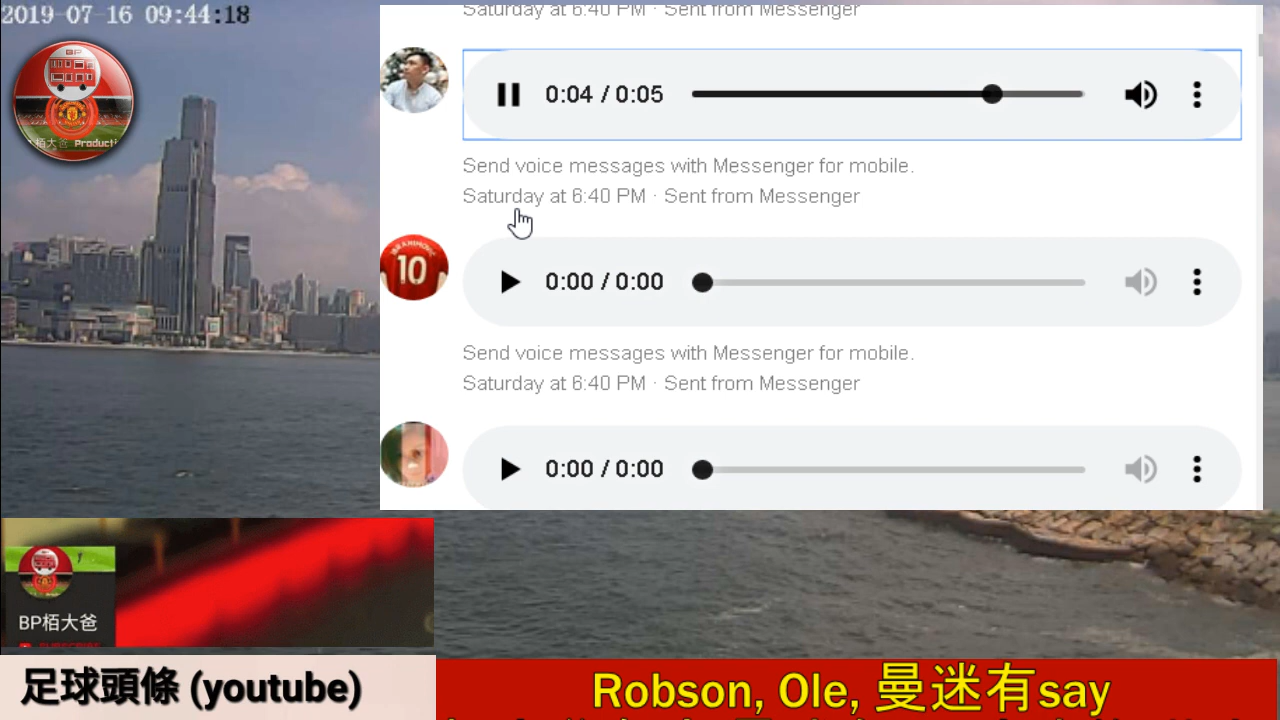 2019-07-16 09:44:18
Saturday at 6:40 PM · Sent from Messenger
0:04 / 0:05
Send voice messages with Messenger for mobile.
Saturday at 6:40 PM · Sent from Messenger
10
0:00 / 0:00
Send voice messages with Messenger for mobile.
Saturday at 6:40 PM · Sent from Messenger
0:00 / 0:00
BP
栢大爸 Producti
BP栢大爸
足球頭條 (youtube)
Robson, Ole, 曼迷有say